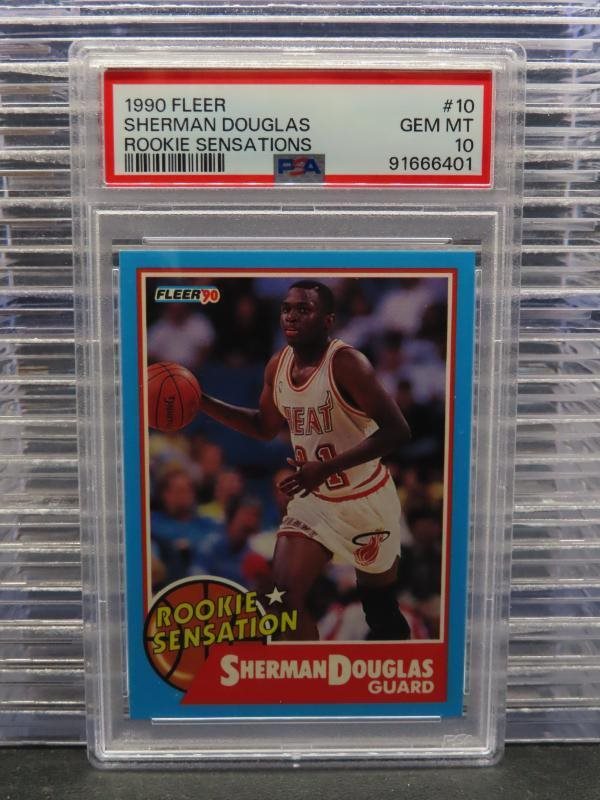 1990 FLEER #10
SHERMAN DOUGLAS GEM MT
ROOKIE SENSATIONS 10
PSA 91666401
FLEER '90
HEAT
21
ROOKIE
SENSATION
SHERMAN DOUGLAS
GUARD